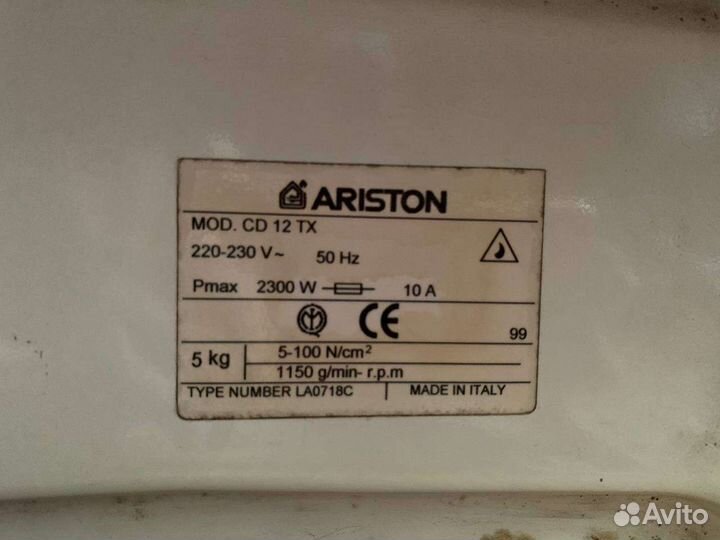 ARISTON
MOD. CD 12 TX
220-230 V~ 50 Hz
Pmax 2300 W 10 A
CE
99
5 kg
5-100 N/cm²
1150 g/min- r.p.m
TYPE NUMBER LA0718C MADE IN ITALY
Avito